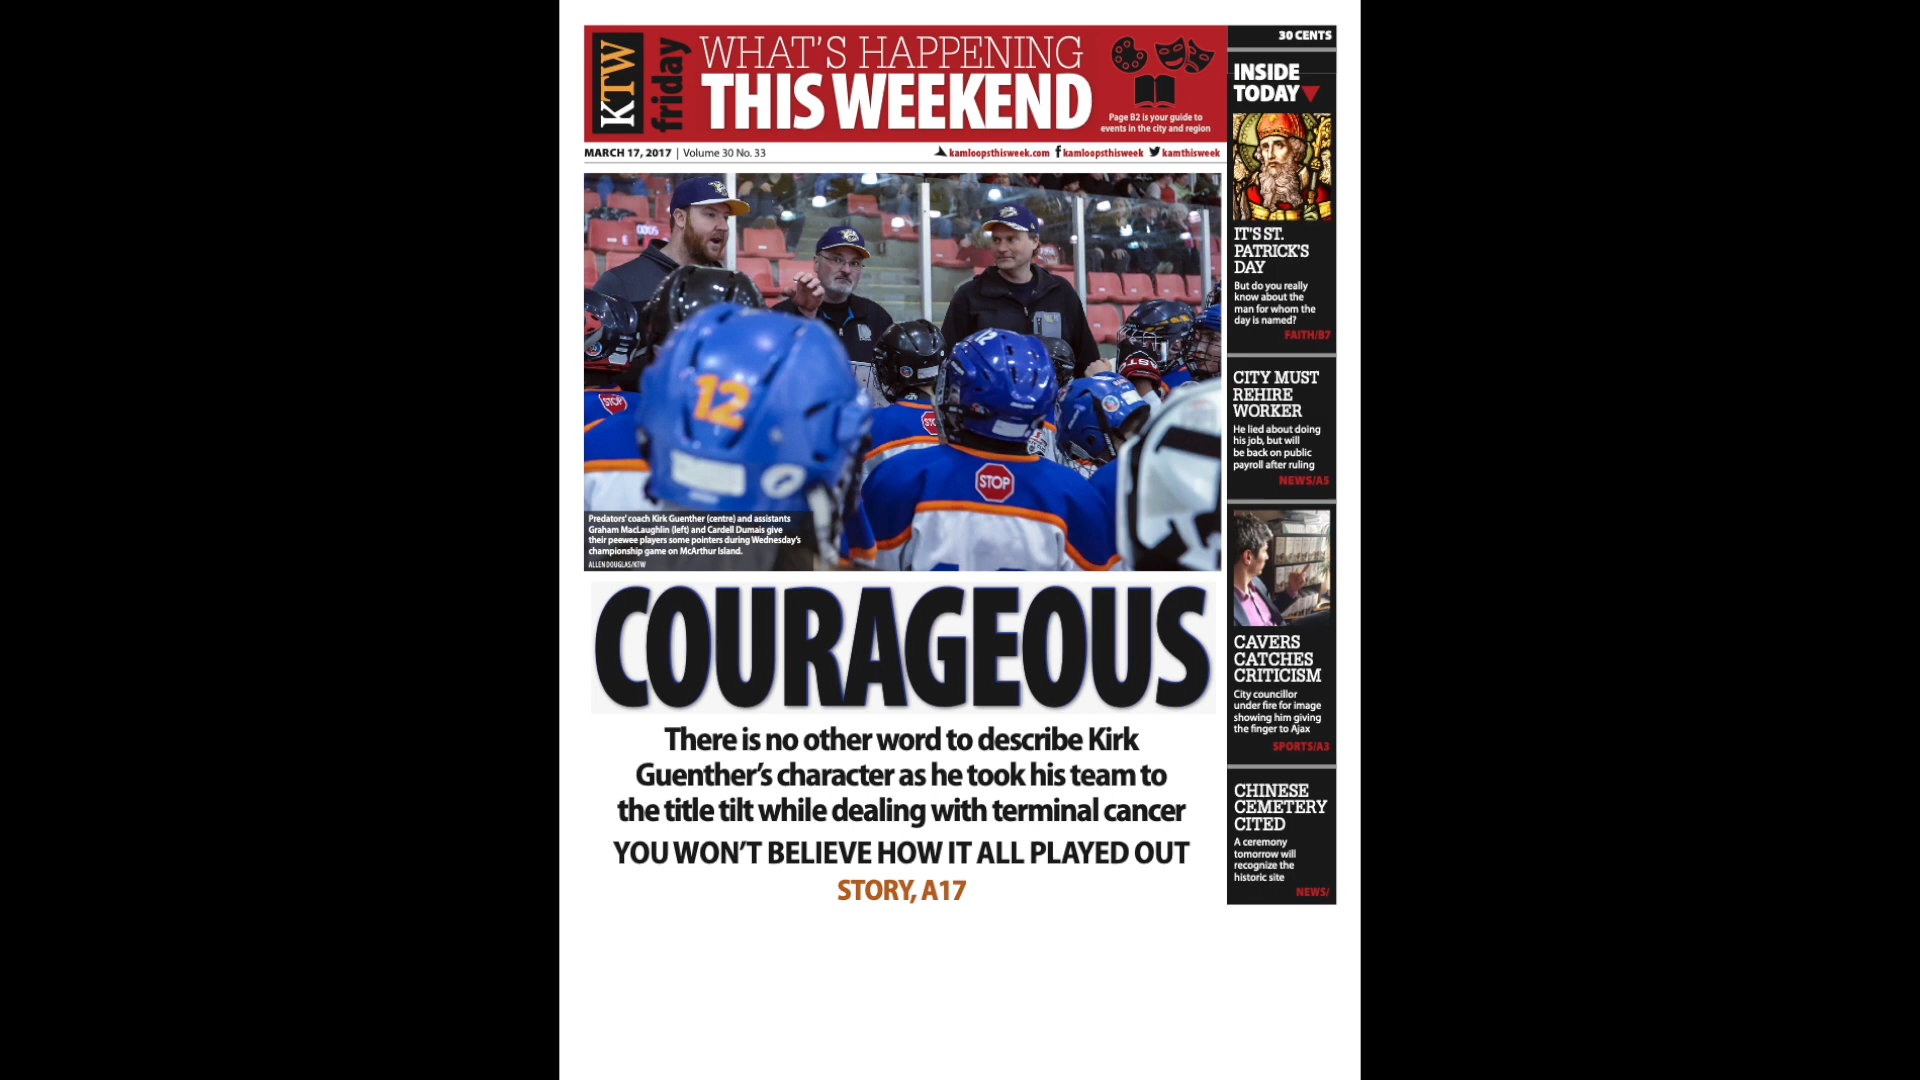 KTW
friday
WHAT'S HAPPENING
THIS WEEKEND
Page B2 is your guide to
events in the city and region
30 CENTS
MARCH 17, 2017 | Volume 30 No. 33
kamloopsthisweek.com kamloopsthisweek kamthisweek
INSIDE
TODAY
IT'S ST.
PATRICK'S
DAY
But do you really
know about the
man for whom the
day is named?
FAITH/B7
CITY MUST
REHIRE
WORKER
He lied about doing
his job, but will
be back on public
payroll after ruling
NEWS/A5
CAVERS
CATCHES
CRITICISM
City councillor
under fire for image
showing him giving
the finger to Ajax
SPORTS/A3
CHINESE
CEMETERY
CITED
A ceremony
tomorrow will
recognize the
historic site
NEWS/
12
12
STOP
STOP
Predators' coach Kirk Guenther (centre) and assistants
Graham MacLaughlin (left) and Cardell Dumais give
their peewee players some pointers during Wednesday's
championship game on McArthur Island.
ALLEN DOUGLAS/KTW
COURAGEOUS
There is no other word to describe Kirk
Guenther's character as he took his team to
the title tilt while dealing with terminal cancer
YOU WON'T BELIEVE HOW IT ALL PLAYED OUT
STORY, A17